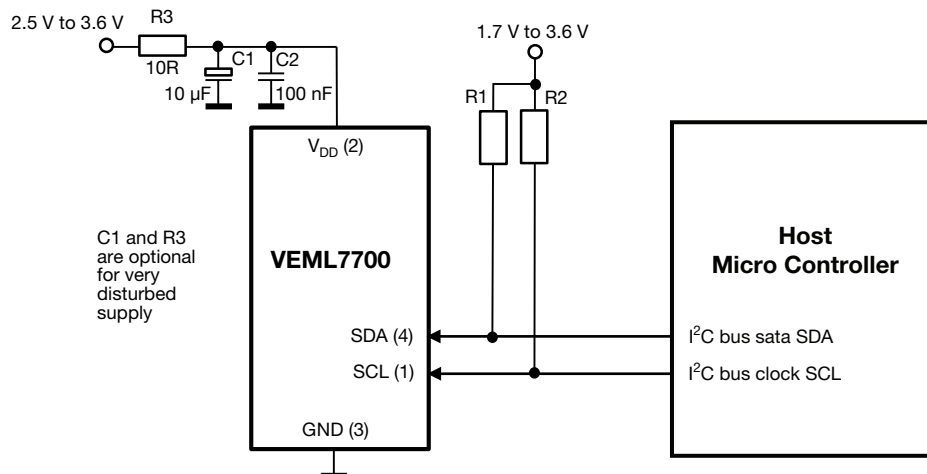 2.5 V to 3.6 V
R3
10R
C1
10 µF
C2
100 nF
1.7 V to 3.6 V
R1
R2
V_DD (2)
C1 and R3
are optional
for very
disturbed
supply
VEML7700
Host
Micro Controller
SDA (4)
I²C bus sata SDA
SCL (1)
I²C bus clock SCL
GND (3)